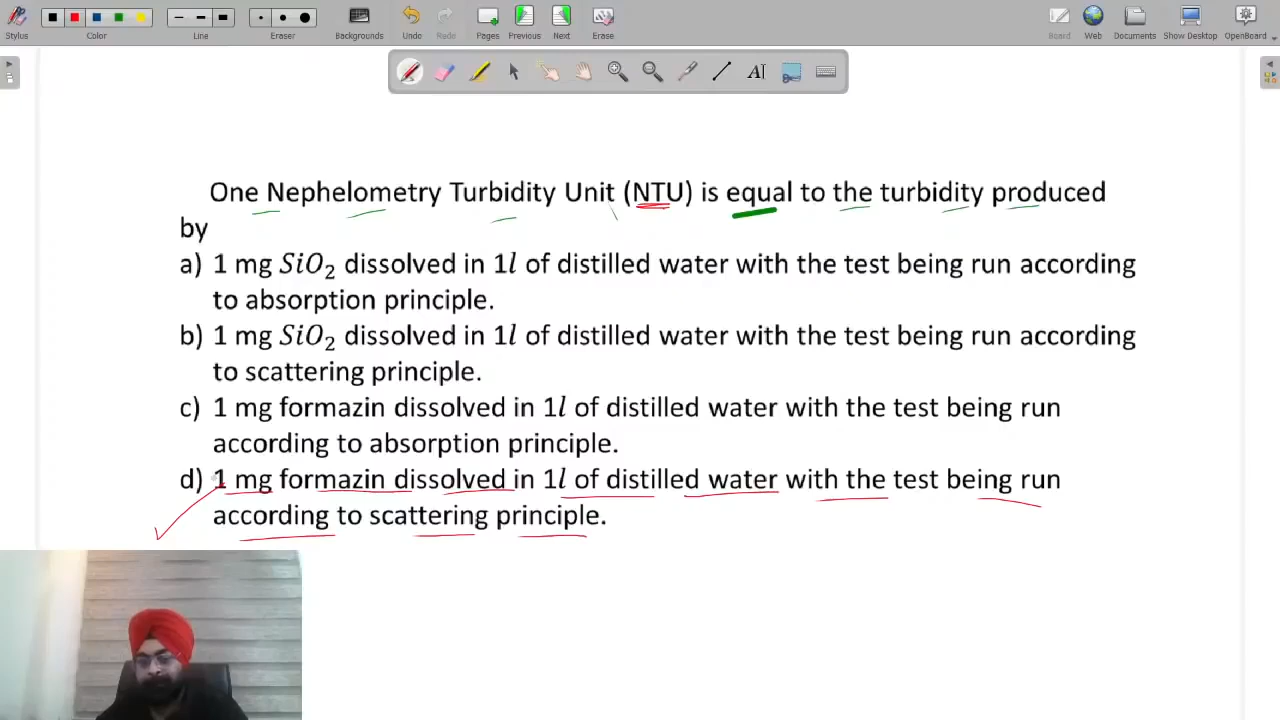 Stylus Color Line Eraser Backgrounds Undo Redo Pages Previous Next Erase Board Web Documents Show Desktop OpenBoard
One Nephelometry Turbidity Unit (NTU) is equal to the turbidity produced
by
a) 1 mg SiO₂ dissolved in 1l of distilled water with the test being run according
to absorption principle.
b) 1 mg SiO₂ dissolved in 1l of distilled water with the test being run according
to scattering principle.
c) 1 mg formazin dissolved in 1l of distilled water with the test being run
according to absorption principle.
d) 1 mg formazin dissolved in 1l of distilled water with the test being run
according to scattering principle.